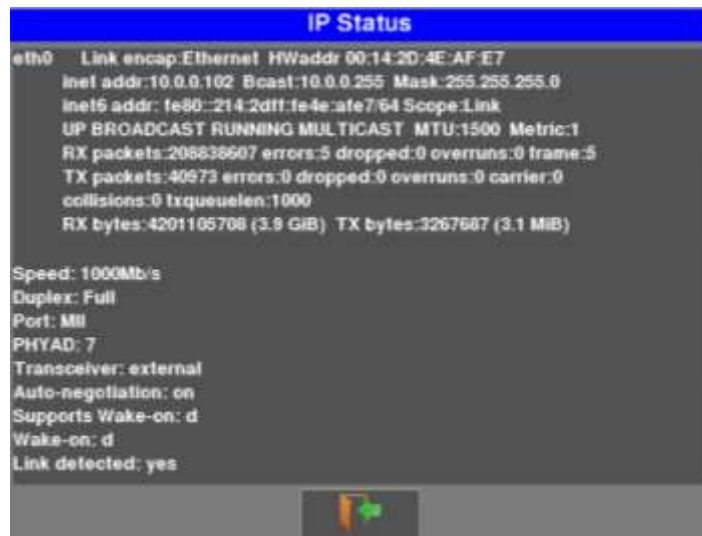 IP Status
eth0 Link encap:Ethernet HWaddr 00:14:2D:4E:AF:E7
inet addr:10.0.0.102 Bcast:10.0.0.255 Mask:255.255.255.0
inet6 addr: fe80::214:2dff:fe4e:afe7/64 Scope:Link
UP BROADCAST RUNNING MULTICAST MTU:1500 Metric:1
RX packets:208838607 errors:5 dropped:0 overruns:0 frame:5
TX packets:40973 errors:0 dropped:0 overruns:0 carrier:0
collisions:0 txqueuelen:1000
RX bytes:4201105708 (3.9 GiB) TX bytes:3267687 (3.1 MiB)
Speed: 1000Mb/s
Duplex: Full
Port: MII
PHYAD: 7
Transceiver: external
Auto-negotiation: on
Supports Wake-on: d
Wake-on: d
Link detected: yes